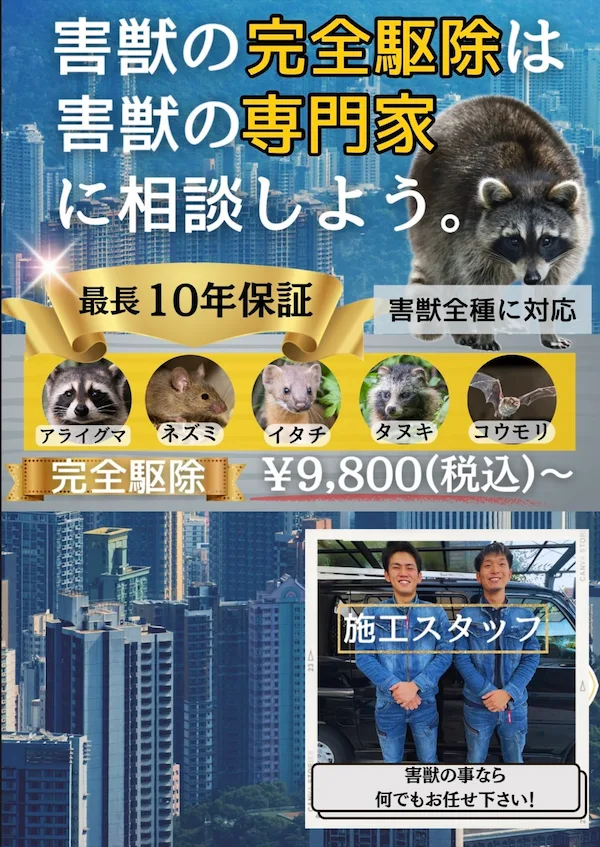 害獣の完全駆除は
害獣の専門家
に相談しよう。
最長10年保証
害獣全種に対応
アライグマ ネズミ イタチ タヌキ コウモリ
完全駆除 ¥9,800(税込)～
施工スタッフ
害獣の事なら
何でもお任せ下さい!